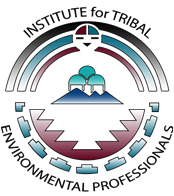 INSTITUTE for TRIBAL
ENVIRONMENTAL PROFESSIONALS